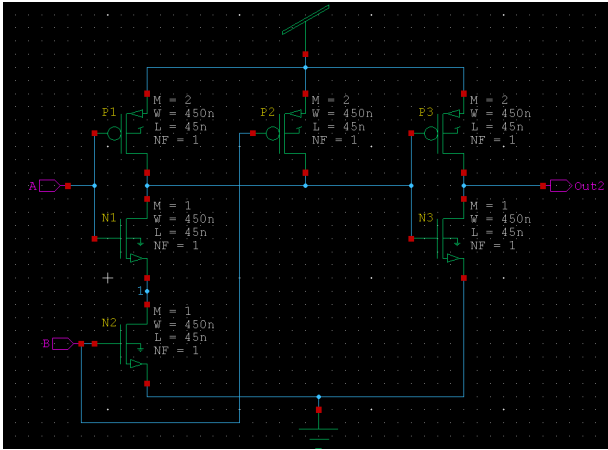 P1
M = 2
W = 450n
L = 45n
NF = 1
P2
M = 2
W = 450n
L = 45n
NF = 1
P3
M = 2
W = 450n
L = 45n
NF = 1
A
Out2
N1
M = 1
W = 450n
L = 45n
NF = 1
N3
M = 1
W = 450n
L = 45n
NF = 1
1
N2
M = 1
W = 450n
L = 45n
NF = 1
B